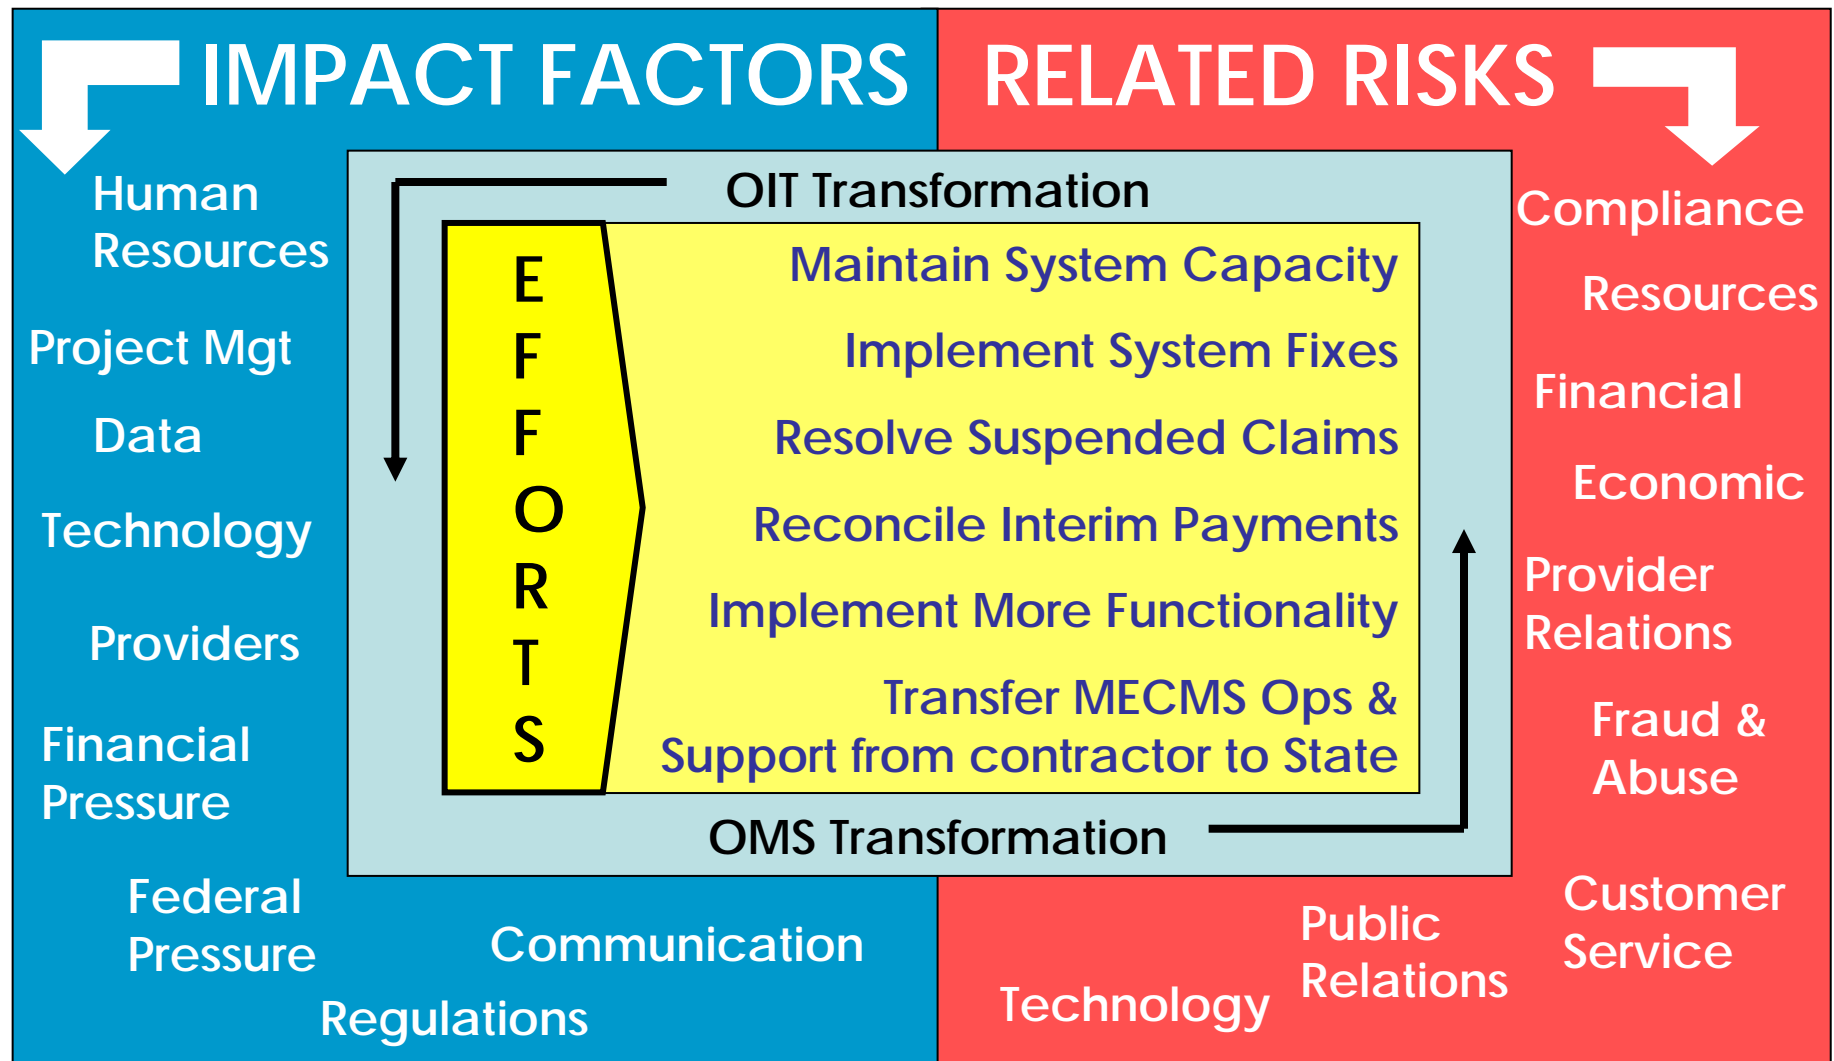 IMPACT FACTORS
Human
Resources
Project Mgt
Data
Technology
Providers
Financial
Pressure
Federal
Pressure
Communication
Regulations
OIT Transformation
E
F
F
O
R
T
S
Maintain System Capacity
Implement System Fixes
Resolve Suspended Claims
Reconcile Interim Payments
Implement More Functionality
Transfer MECMS Ops &
Support from contractor to State
OMS Transformation
RELATED RISKS
Compliance
Resources
Financial
Economic
Provider
Relations
Fraud &
Abuse
Customer
Service
Public
Relations
Technology